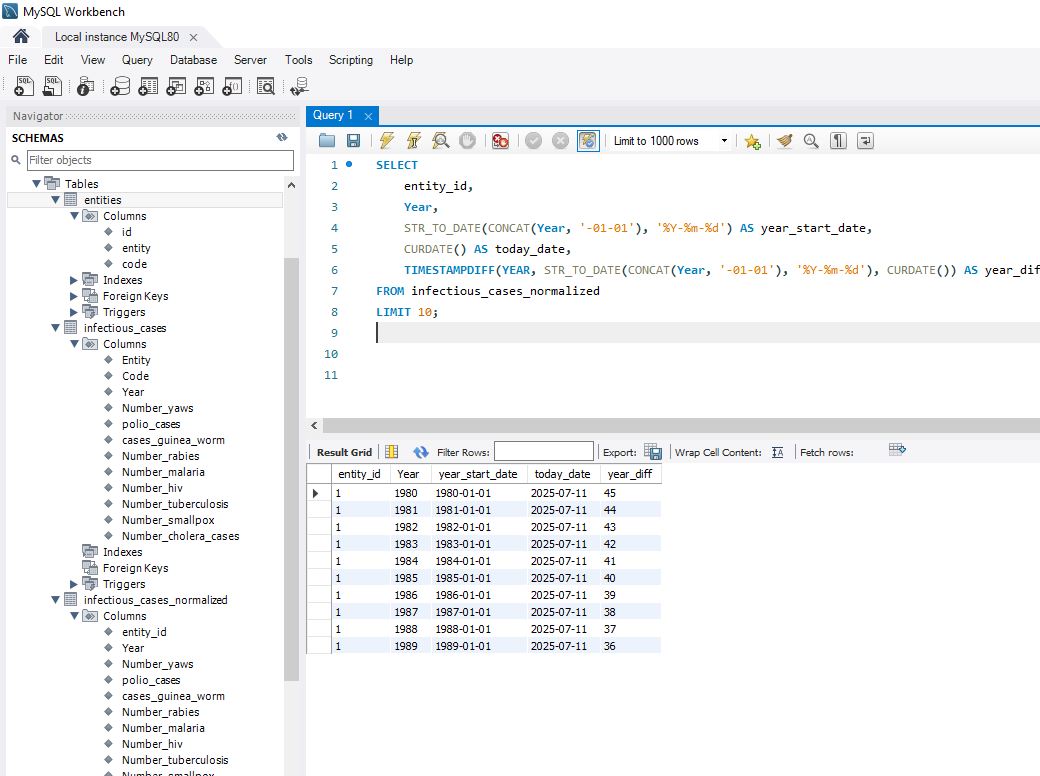 MySQL Workbench
Local instance MySQL80
File Edit View Query Database Server Tools Scripting Help
Navigator
SCHEMAS
Filter objects
Tables
entities
Columns
id
entity
code
Indexes
Foreign Keys
Triggers
infectious_cases
Columns
Entity
Code
Year
Number_yaws
polio_cases
cases_guinea_worm
Number_rabies
Number_malaria
Number_hiv
Number_tuberculosis
Number_smallpox
Number_cholera_cases
Indexes
Foreign Keys
Triggers
infectious_cases_normalized
Columns
entity_id
Year
Number_yaws
polio_cases
cases_guinea_worm
Number_rabies
Number_malaria
Number_hiv
Number_tuberculosis
Number_smallpox
Query 1
Limit to 1000 rows
1 SELECT
2 entity_id,
3 Year,
4 STR_TO_DATE(CONCAT(Year, '-01-01'), '%Y-%m-%d') AS year_start_date,
5 CURDATE() AS today_date,
6 TIMESTAMPDIFF(YEAR, STR_TO_DATE(CONCAT(Year, '-01-01'), '%Y-%m-%d'), CURDATE()) AS year_dif
7 FROM infectious_cases_normalized
8 LIMIT 10;
9
10
11
Result Grid Filter Rows: Export: Wrap Cell Content: Fetch rows:
entity_id Year year_start_date today_date year_diff
1 1980 1980-01-01 2025-07-11 45
1 1981 1981-01-01 2025-07-11 44
1 1982 1982-01-01 2025-07-11 43
1 1983 1983-01-01 2025-07-11 42
1 1984 1984-01-01 2025-07-11 41
1 1985 1985-01-01 2025-07-11 40
1 1986 1986-01-01 2025-07-11 39
1 1987 1987-01-01 2025-07-11 38
1 1988 1988-01-01 2025-07-11 37
1 1989 1989-01-01 2025-07-11 36